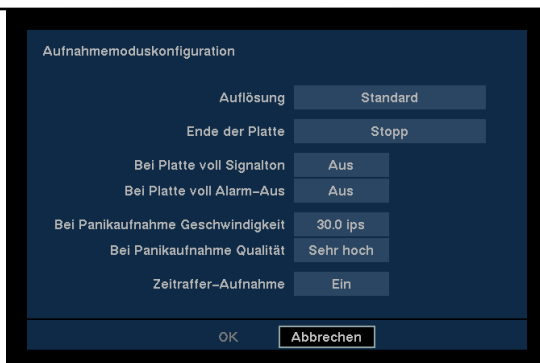 Aufnahmemoduskonfiguration
Auflösung Standard
Ende der Platte Stopp
Bei Platte voll Signalton Aus
Bei Platte voll Alarm-Aus Aus
Bei Panikaufnahme Geschwindigkeit 30.0 ips
Bei Panikaufnahme Qualität Sehr hoch
Zeitraffer-Aufnahme Ein
OK Abbrechen